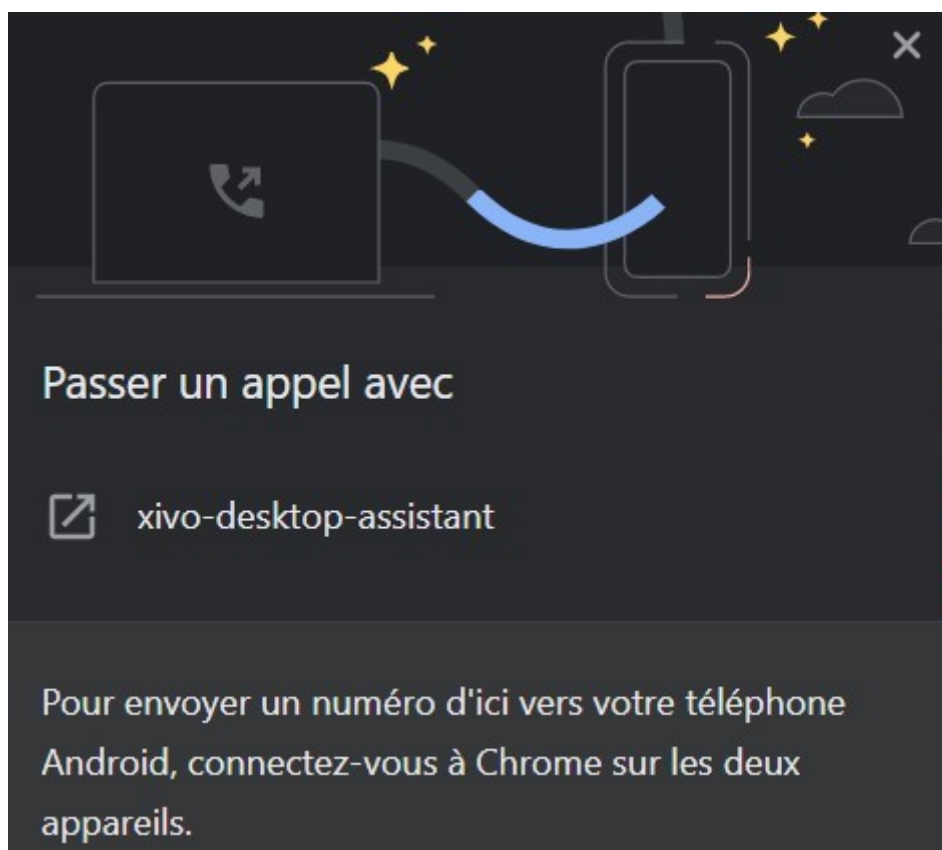 Passer un appel avec
xivo-desktop-assistant
Pour envoyer un numéro d'ici vers votre téléphone
Android, connectez-vous à Chrome sur les deux
appareils.